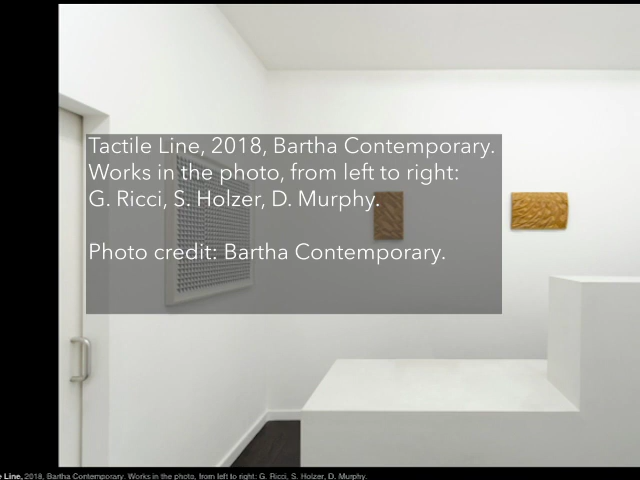 Tactile Line, 2018, Bartha Contemporary.
Works in the photo, from left to right:
G. Ricci, S. Holzer, D. Murphy.
Photo credit: Bartha Contemporary.
e Line, 2018, Bartha Contemporary. Works in the photo, from left to right: G. Ricci, S. Holzer, D. Murphy.